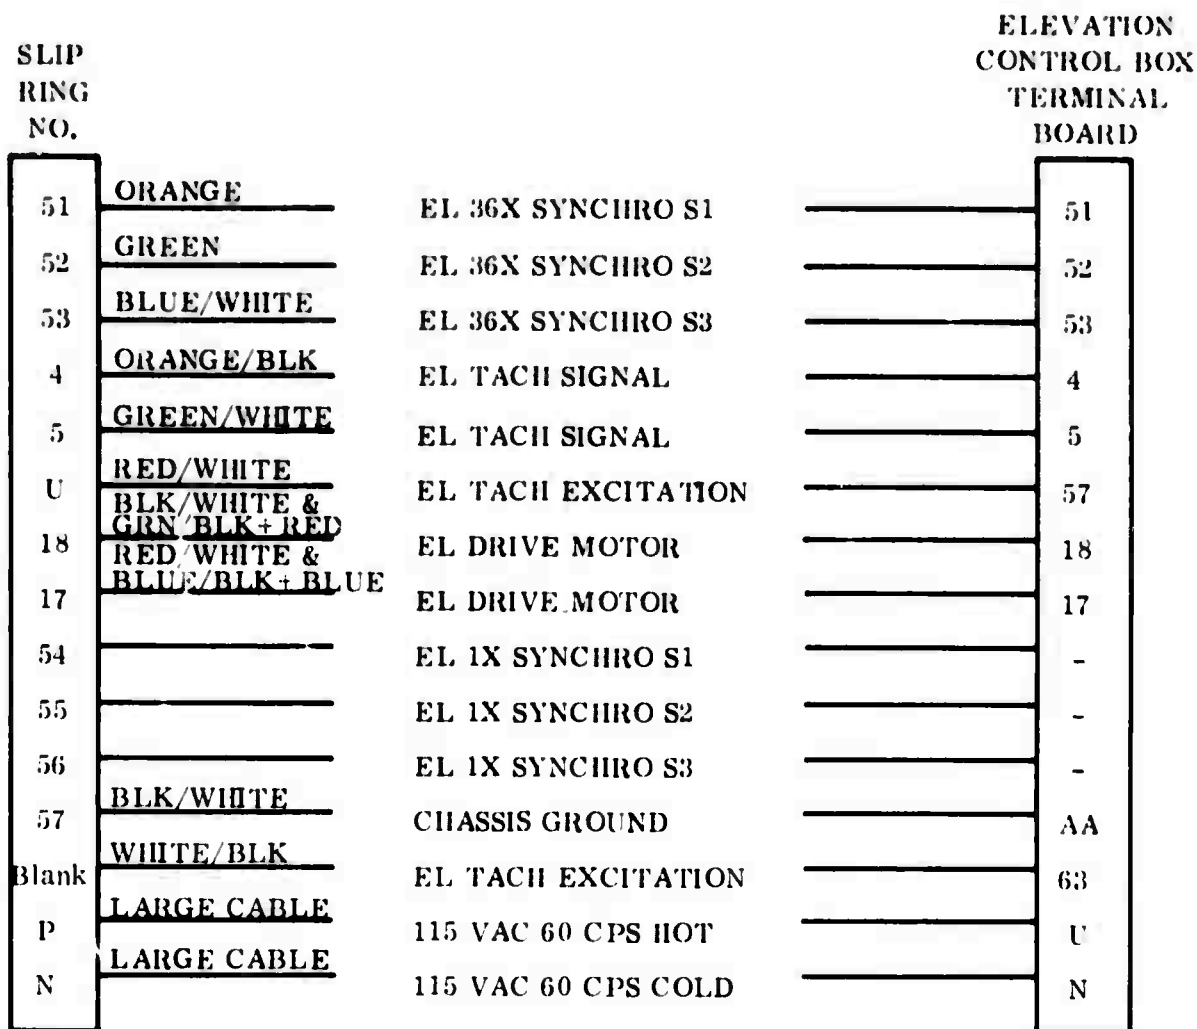 SLIP
RING
NO.
ELEVATION
CONTROL BOX
TERMINAL
BOARD
51 ORANGE EL 36X SYNCHRO S1 51
52 GREEN EL 36X SYNCHRO S2 52
53 BLUE/WHITE EL 36X SYNCHRO S3 53
4 ORANGE/BLK EL TACH SIGNAL 4
5 GREEN/WHITE EL TACH SIGNAL 5
U RED/WHITE EL TACH EXCITATION 57
BLK/WHITE &
GRN/BLK+RED
18 EL DRIVE MOTOR 18
RED/WHITE &
BLUE/BLK+BLUE
17 EL DRIVE MOTOR 17
54 EL 1X SYNCHRO S1 -
55 EL 1X SYNCHRO S2 -
56 EL 1X SYNCHRO S3 -
57 BLK/WHITE CHASSIS GROUND AA
Blank WHITE/BLK EL TACH EXCITATION 63
P LARGE CABLE 115 VAC 60 CPS HOT U
N LARGE CABLE 115 VAC 60 CPS COLD N